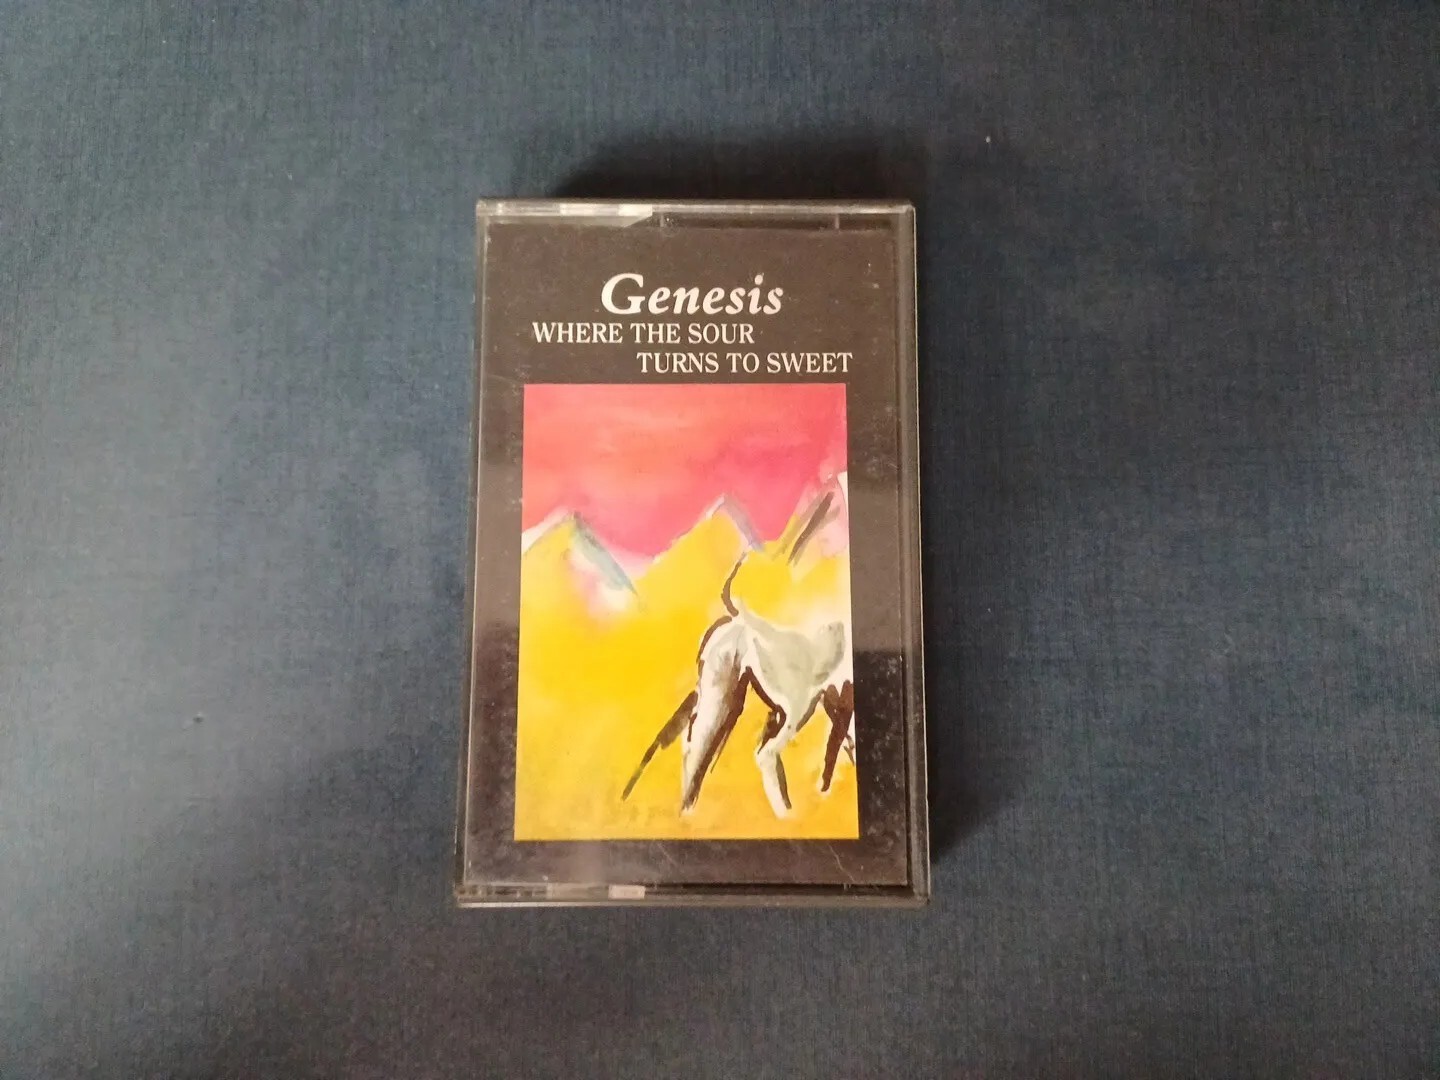 Genesis
WHERE THE SOUR
TURNS TO SWEET